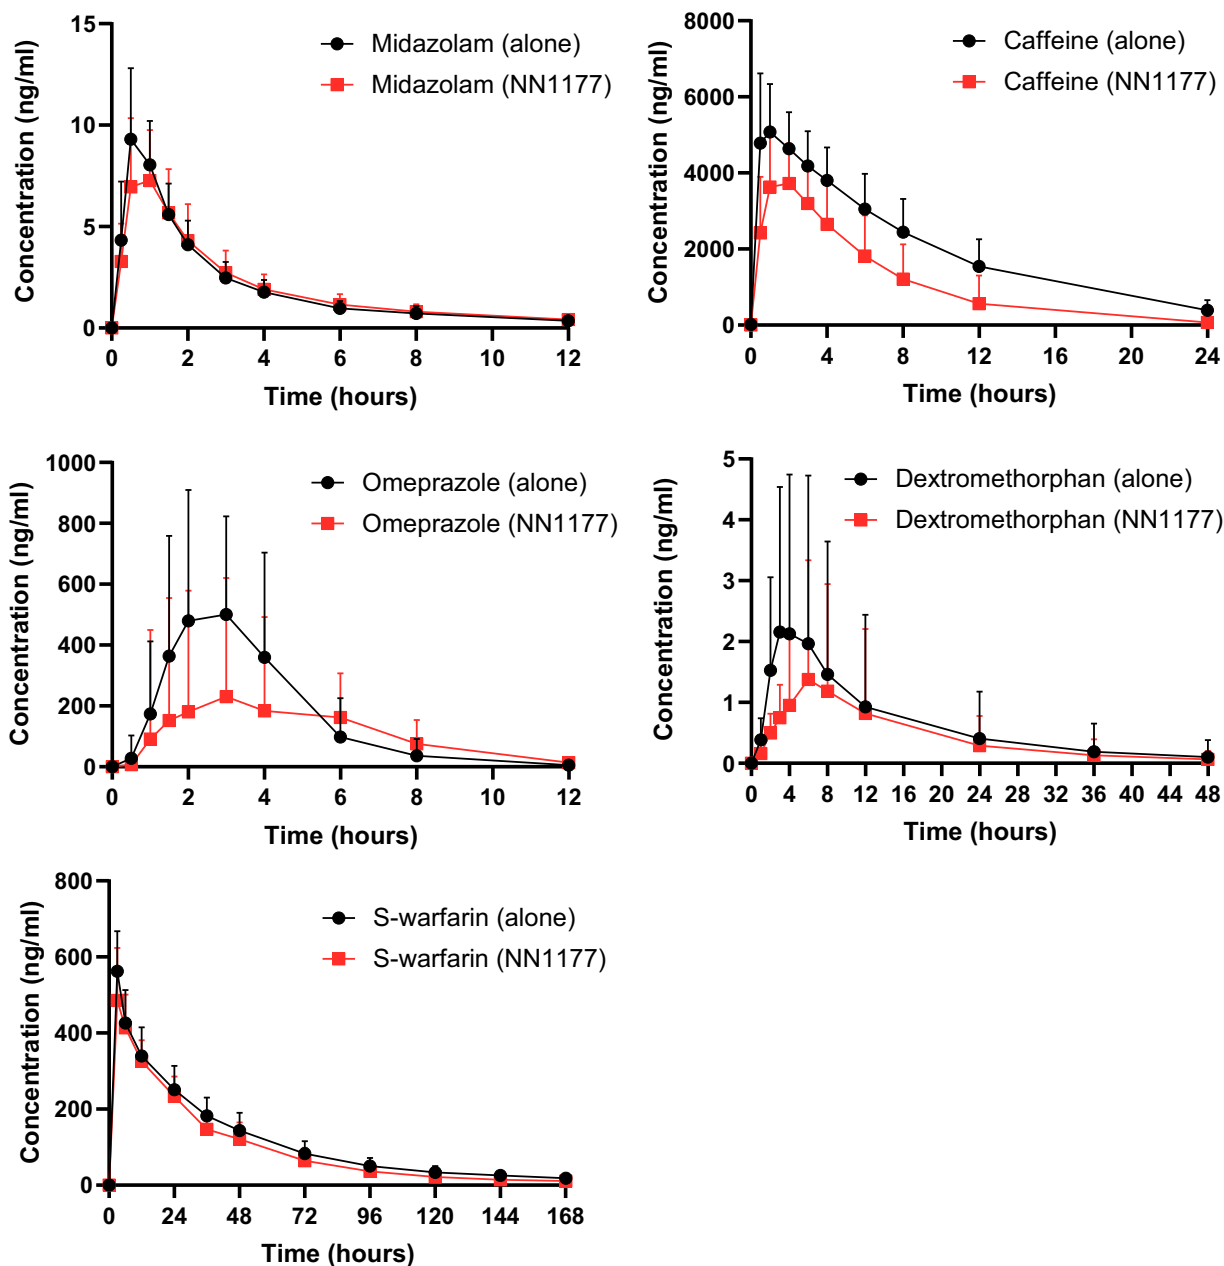 Midazolam (alone)
Midazolam (NN1177)
Concentration (ng/ml)
15
10
5
0
0 2 4 6 8 10 12
Time (hours)
Caffeine (alone)
Caffeine (NN1177)
Concentration (ng/ml)
8000
6000
4000
2000
0
0 4 8 12 16 20 24
Time (hours)
Omeprazole (alone)
Omeprazole (NN1177)
Concentration (ng/ml)
1000
800
600
400
200
0
0 2 4 6 8 10 12
Time (hours)
Dextromethorphan (alone)
Dextromethorphan (NN1177)
Concentration (ng/ml)
5
4
3
2
1
0
0 4 8 12 16 20 24 28 32 36 40 44 48
Time (hours)
S-warfarin (alone)
S-warfarin (NN1177)
Concentration (ng/ml)
800
600
400
200
0
0 24 48 72 96 120 144 168
Time (hours)